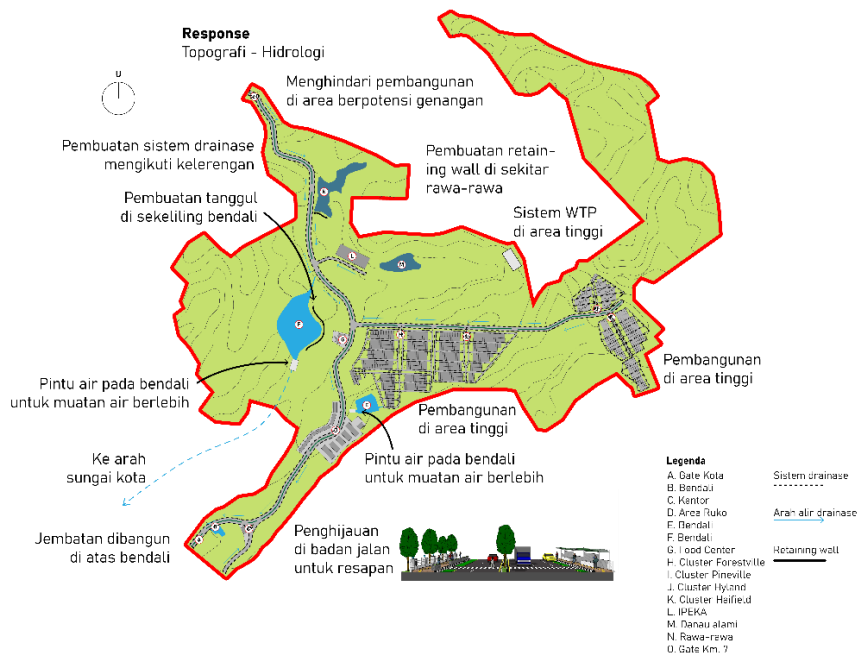 Response
Topografi - Hidrologi
U
Menghindari pembangunan
di area berpotensi genangan
Pembuatan sistem drainase
mengikuti kelerengan
Pembuatan retain-
ing wall di sekitar
rawa-rawa
Pembuatan tanggul
di sekeliling bendali
Sistem WTP
di area tinggi
L
M
F
Pembangunan
di area tinggi
Pintu air pada bendali
untuk muatan air berlebih
Pembangunan
di area tinggi
Ke arah
sungai kota
Pintu air pada bendali
untuk muatan air berlebih
Jembatan dibangun
di atas bendali
Penghijauan
di badan jalan
untuk resapan
Legenda
A. Gate Kota
B. Bendali
C. Kantor
D. Area Ruko
E. Bendali
F. Bendali
G. Food Center
H. Cluster Forestville
I. Cluster Pineville
J. Cluster Hyland
K. Cluster Haifield
L. IPEKA
M. Danau alami
N. Rawa-rawa
O. Gate Km. 7
Sistem drainase
Arah alir drainase
Retaining wall